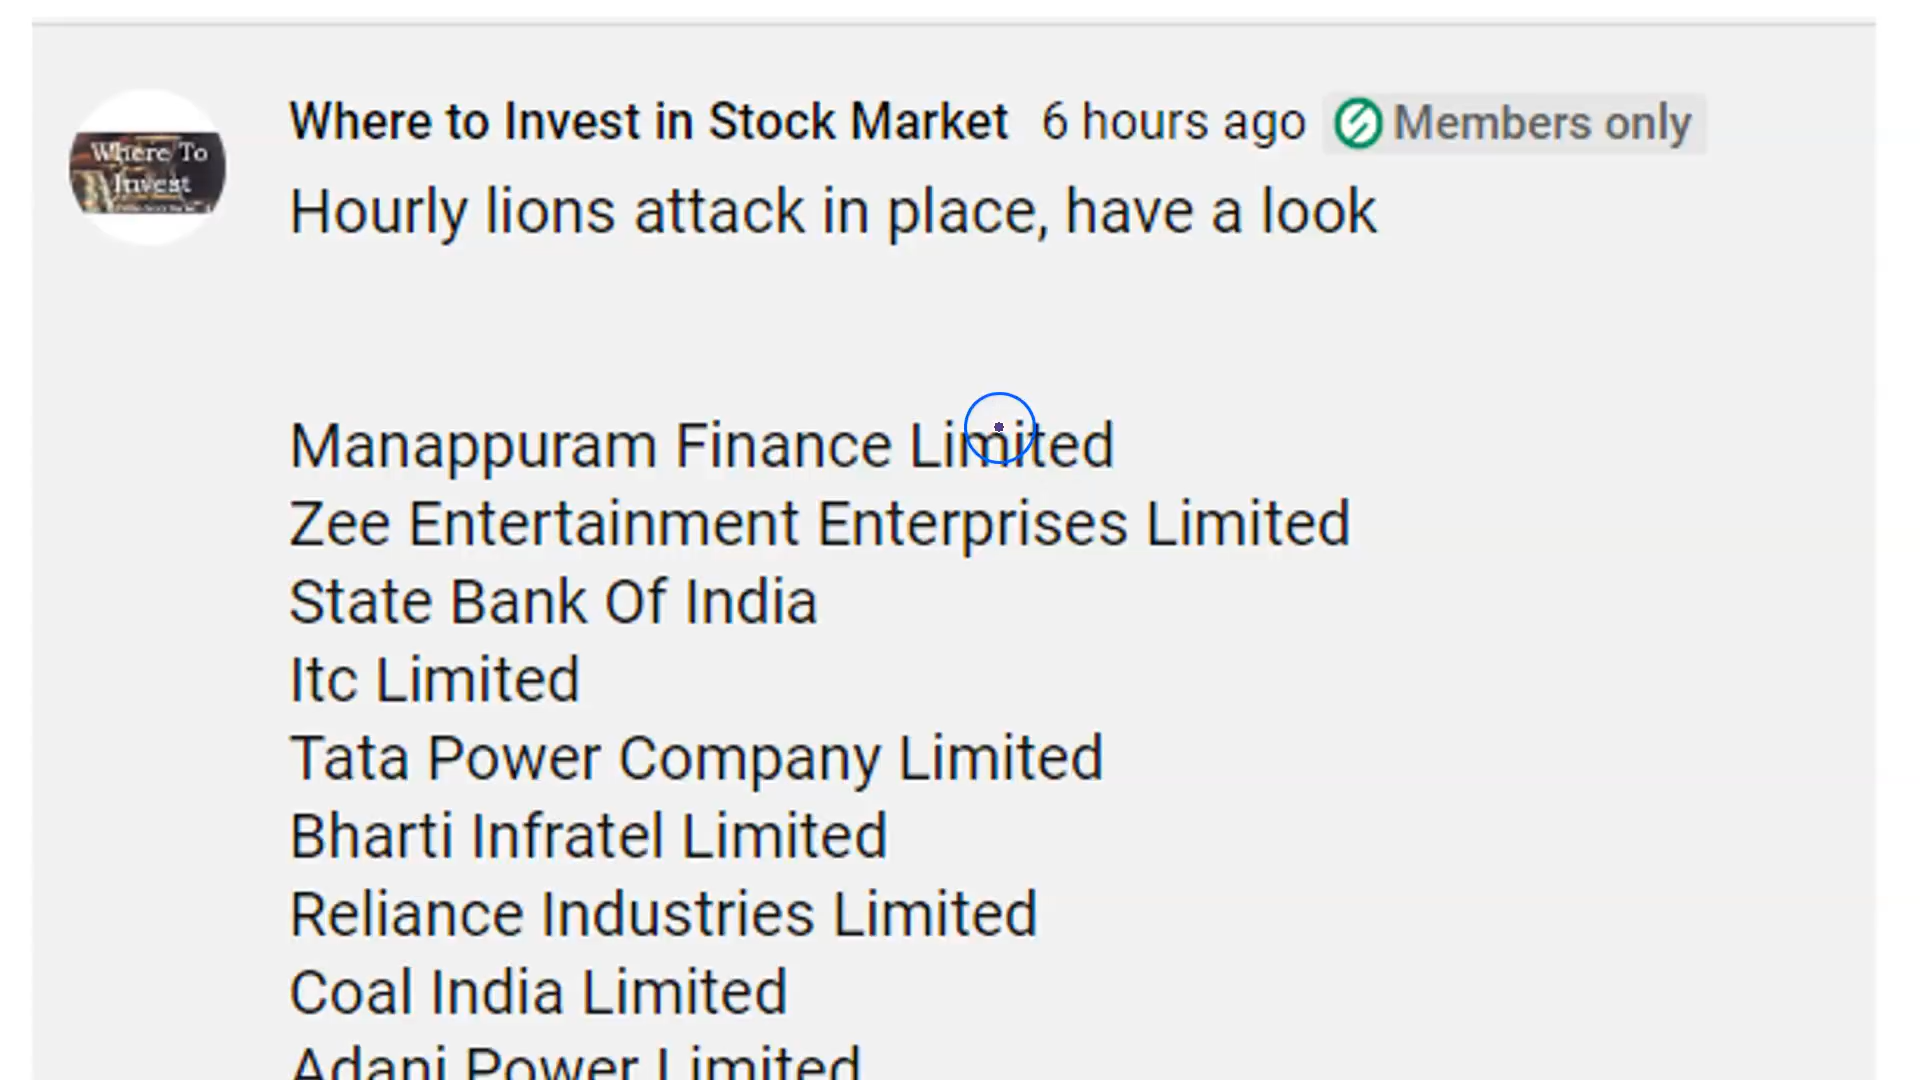 Where to Invest in Stock Market 6 hours ago Members only
Where To
Invest
Hourly lions attack in place, have a look
Manappuram Finance Limited
Zee Entertainment Enterprises Limited
State Bank Of India
Itc Limited
Tata Power Company Limited
Bharti Infratel Limited
Reliance Industries Limited
Coal India Limited
Adani Power Limited